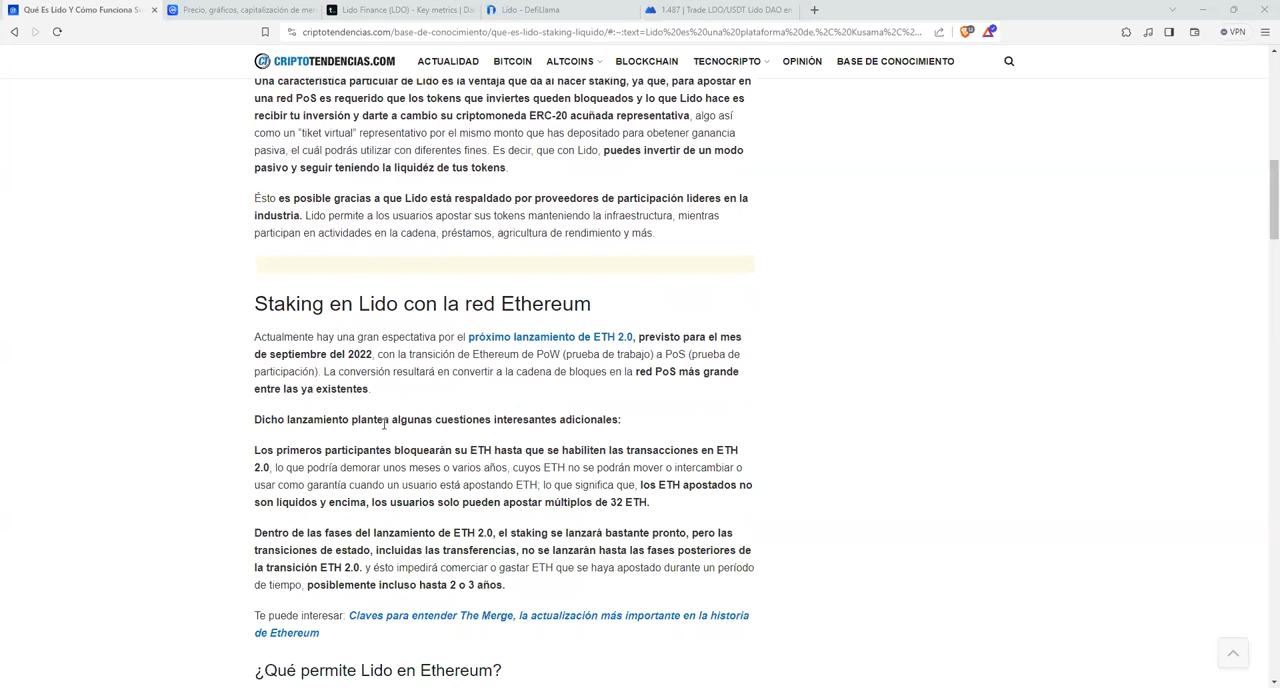 Qué Es Lido Y Cómo Funciona S
Precio, gráficos, capitalización de mer
Lido Finance (LDO) - Key metrics | Da
Lido - DefiLlama
1.487 | Trade LDO/USDT Lido DAO en
criptotendencias.com/base-de-conocimiento/que-es-lido-staking-liquido/#:~:text=Lido%20es%20una%20plataforma%20de,%2C%20Kusama%2C%2C...
VPN
CRIPTOTENDENCIAS.COM ACTUALIDAD BITCOIN ALTCOINS BLOCKCHAIN TECNOCRIPTO OPINIÓN BASE DE CONOCIMIENTO
Una característica particular de Lido es la ventaja que da al hacer staking, ya que, para apostar en
una red PoS es requerido que los tokens que inviertes queden bloqueados y lo que Lido hace es
recibir tu inversión y darte a cambio su criptomoneda ERC-20 acuñada representativa, algo así
como un "tiket virtual" representativo por el mismo monto que has depositado para obetener ganancia
pasiva, el cuál podrás utilizar con diferentes fines. Es decir, que con Lido, puedes invertir de un modo
pasivo y seguir teniendo la liquidéz de tus tokens.
Ésto es posible gracias a que Lido está respaldado por proveedores de participación lideres en la
industria. Lido permite a los usuarios apostar sus tokens manteniendo la infraestructura, mientras
participan en actividades en la cadena, préstamos, agricultura de rendimiento y más.
Staking en Lido con la red Ethereum
Actualmente hay una gran espectativa por el próximo lanzamiento de ETH 2.0, previsto para el mes
de septiembre del 2022, con la transición de Ethereum de PoW (prueba de trabajo) a PoS (prueba de
participación). La conversión resultará en convertir a la cadena de bloques en la red PoS más grande
entre las ya existentes.
Dicho lanzamiento plantea algunas cuestiones interesantes adicionales:
Los primeros participantes bloquearán su ETH hasta que se habiliten las transacciones en ETH
2.0, lo que podría demorar unos meses o varios años, cuyos ETH no se podrán mover o intercambiar o
usar como garantía cuando un usuario está apostando ETH; lo que significa que, los ETH apostados no
son líquidos y encima, los usuarios solo pueden apostar múltiplos de 32 ETH.
Dentro de las fases del lanzamiento de ETH 2.0, el staking se lanzará bastante pronto, pero las
transiciones de estado, incluidas las transferencias, no se lanzarán hasta las fases posteriores de
la transición ETH 2.0. y ésto impedirá comerciar o gastar ETH que se haya apostado durante un período
de tiempo, posiblemente incluso hasta 2 o 3 años.
Te puede interesar: Claves para entender The Merge, la actualización más importante en la historia
de Ethereum
¿Qué permite Lido en Ethereum?